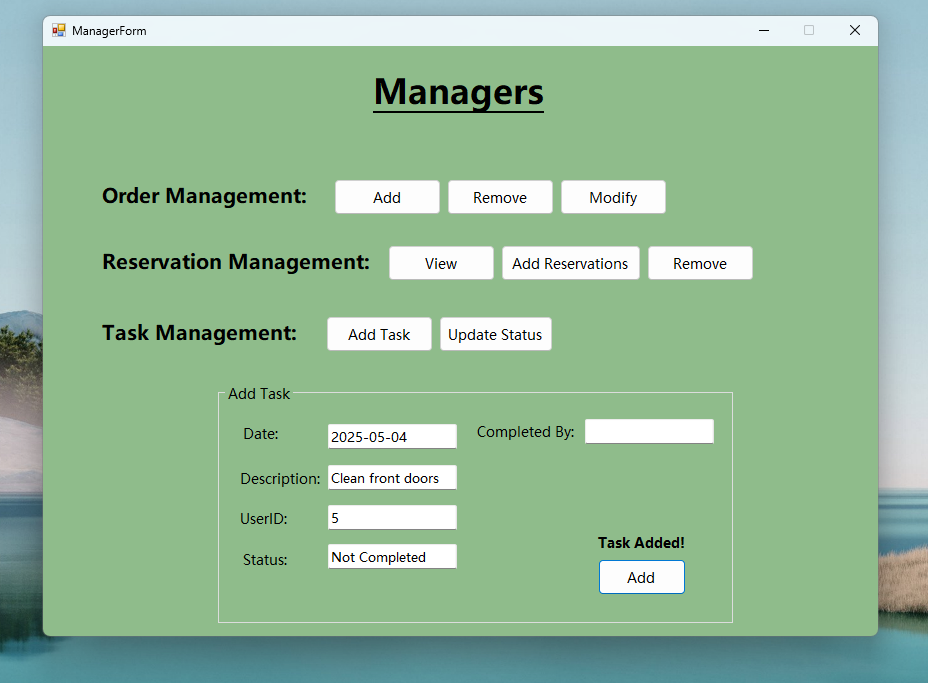 ManagerForm
Managers
Order Management: Add Remove Modify
Reservation Management: View Add Reservations Remove
Task Management: Add Task Update Status
Add Task
Date: 2025-05-04 Completed By:
Description: Clean front doors
UserID: 5
Status: Not Completed
Task Added!
Add